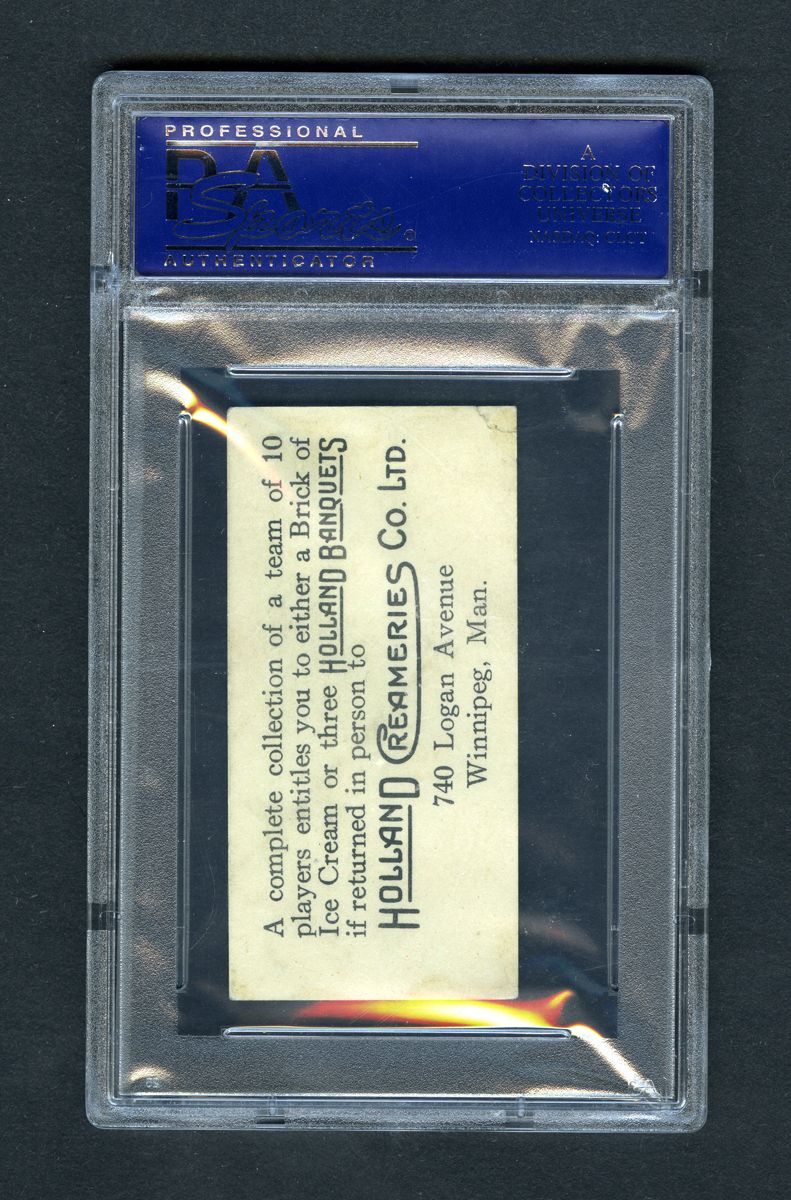 PROFESSIONAL
PSA
Sports
AUTHENTICATOR
A
DIVISION OF
COLLECTORS
UNIVERSE
NASDAQ: CLCT
A complete collection of a team of 10
players entitles you to either a Brick of
Ice Cream or three HOLLAND BANQUETS
if returned in person to
HOLLAND CREAMERIES CO. LTD.
740 Logan Avenue
Winnipeg, Man.